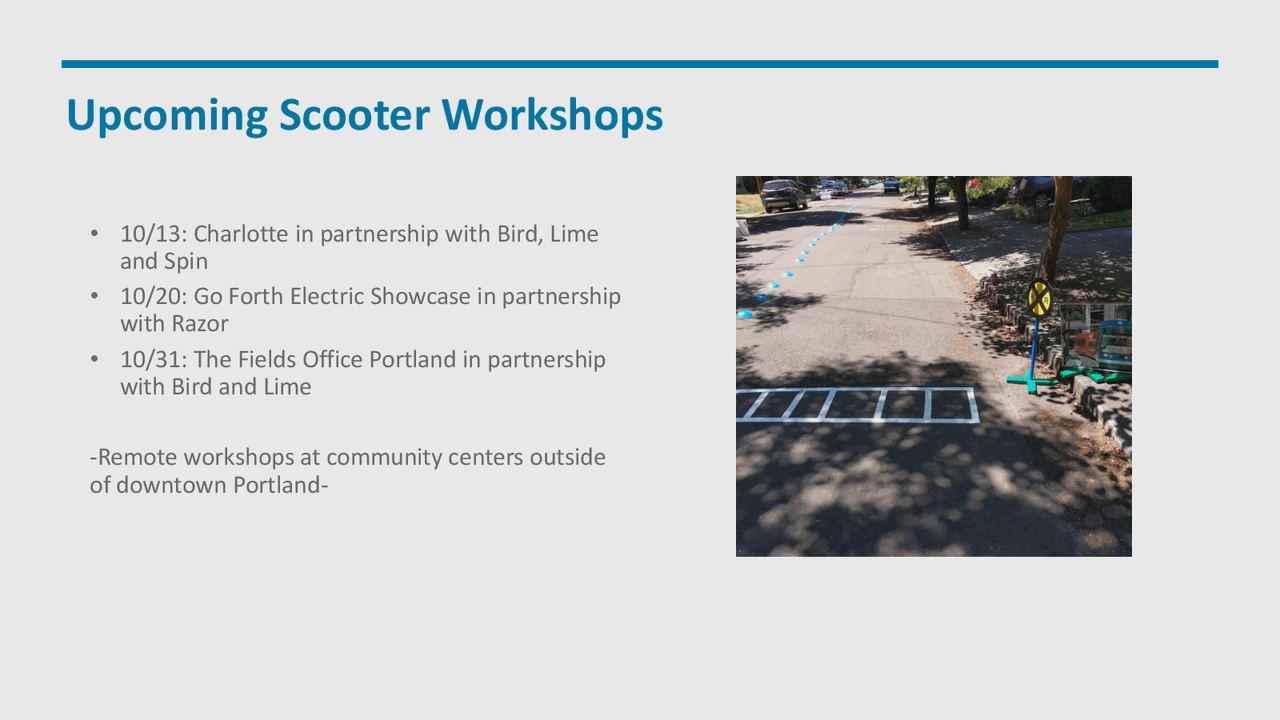 Upcoming Scooter Workshops
• 10/13: Charlotte in partnership with Bird, Lime
and Spin
• 10/20: Go Forth Electric Showcase in partnership
with Razor
• 10/31: The Fields Office Portland in partnership
with Bird and Lime
-Remote workshops at community centers outside
of downtown Portland-